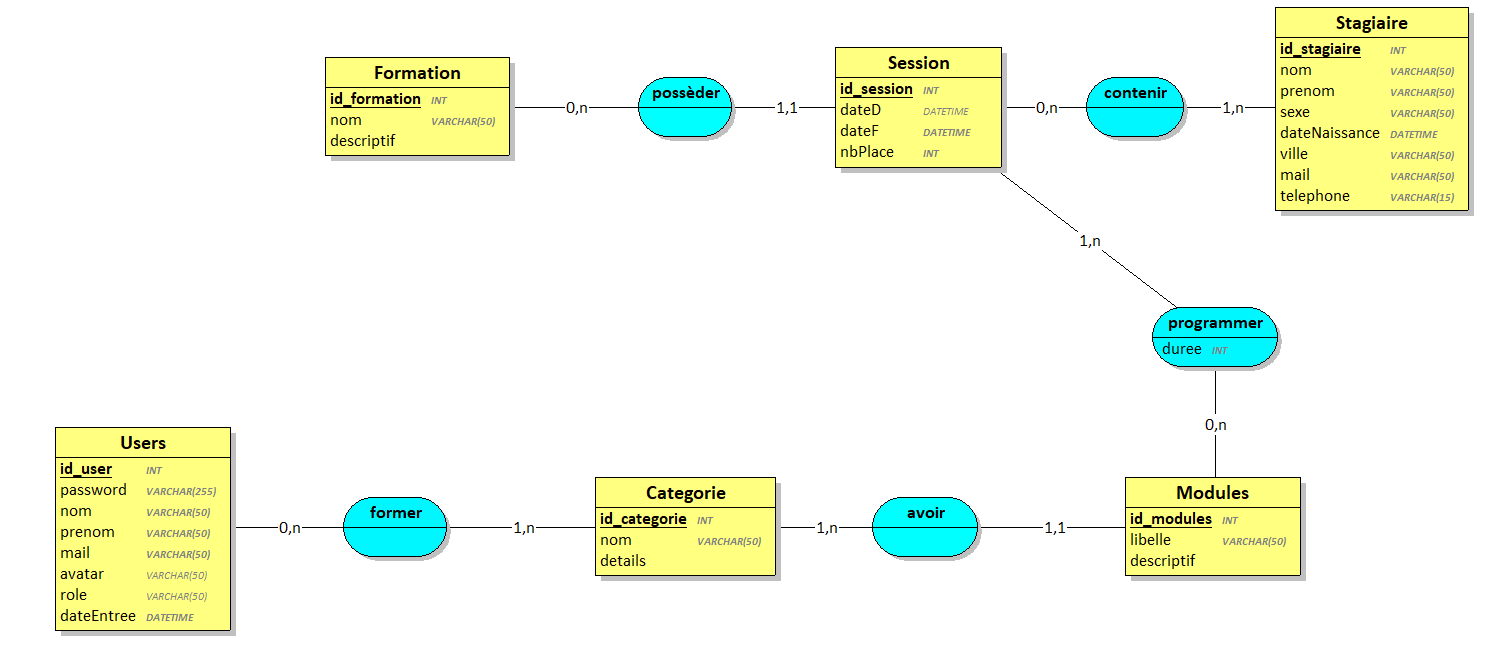 Formation
id_formation INT
nom VARCHAR(50)
descriptif
0,n
possèder
1,1
Session
id_session INT
dateD DATETIME
dateF DATETIME
nbPlace INT
0,n
contenir
1,n
Stagiaire
id_stagiaire INT
nom VARCHAR(50)
prenom VARCHAR(50)
sexe VARCHAR(50)
dateNaissance DATETIME
ville VARCHAR(50)
mail VARCHAR(50)
telephone VARCHAR(15)
1,n
programmer
duree INT
0,n
Users
id_user INT
password VARCHAR(255)
nom VARCHAR(50)
prenom VARCHAR(50)
mail VARCHAR(50)
avatar VARCHAR(50)
role VARCHAR(50)
dateEntree DATETIME
0,n
former
1,n
Categorie
id_categorie INT
nom VARCHAR(50)
details
1,n
avoir
1,1
Modules
id_modules INT
libelle VARCHAR(50)
descriptif